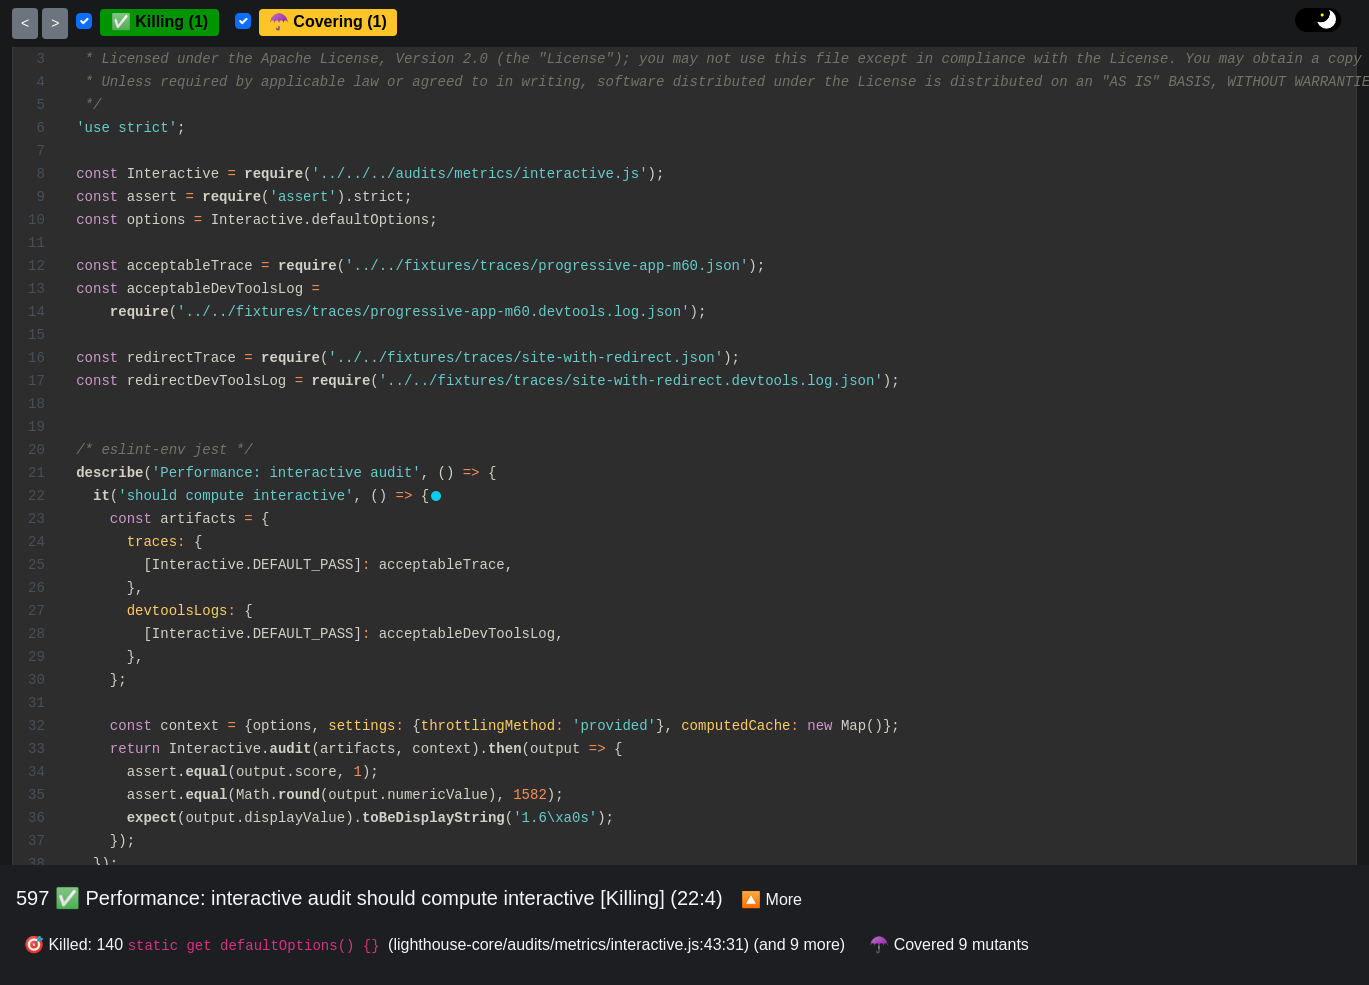 < > ✅ Killing (1) ☂️ Covering (1)
3 * Licensed under the Apache License, Version 2.0 (the "License"); you may not use this file except in compliance with the License. You may obtain a copy
4 * Unless required by applicable law or agreed to in writing, software distributed under the License is distributed on an "AS IS" BASIS, WITHOUT WARRANTIE
5 */
6 'use strict';
7
8 const Interactive = require('../../../audits/metrics/interactive.js');
9 const assert = require('assert').strict;
10 const options = Interactive.defaultOptions;
11
12 const acceptableTrace = require('../../fixtures/traces/progressive-app-m60.json');
13 const acceptableDevToolsLog =
14     require('../../fixtures/traces/progressive-app-m60.devtools.log.json');
15
16 const redirectTrace = require('../../fixtures/traces/site-with-redirect.json');
17 const redirectDevToolsLog = require('../../fixtures/traces/site-with-redirect.devtools.log.json');
18
19
20 /* eslint-env jest */
21 describe('Performance: interactive audit', () => {
22   it('should compute interactive', () => {
23     const artifacts = {
24       traces: {
25         [Interactive.DEFAULT_PASS]: acceptableTrace,
26       },
27       devtoolsLogs: {
28         [Interactive.DEFAULT_PASS]: acceptableDevToolsLog,
29       },
30     };
31
32     const context = {options, settings: {throttlingMethod: 'provided'}, computedCache: new Map()};
33     return Interactive.audit(artifacts, context).then(output => {
34       assert.equal(output.score, 1);
35       assert.equal(Math.round(output.numericValue), 1582);
36       expect(output.displayValue).toBeDisplayString('1.6\xa0s');
37     });
38   });
597 ✅ Performance: interactive audit should compute interactive [Killing] (22:4) 🔼 More
🎯 Killed: 140 static get defaultOptions() {} (lighthouse-core/audits/metrics/interactive.js:43:31) (and 9 more) ☂️ Covered 9 mutants